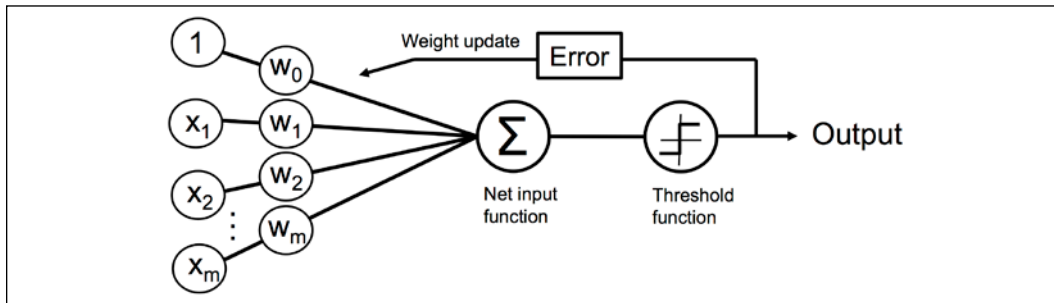 1
w₀
Weight update
Error
x₁
w₁
Σ
Output
x₂
w₂
Net input
function
Threshold
function
⋮
wₘ
xₘ